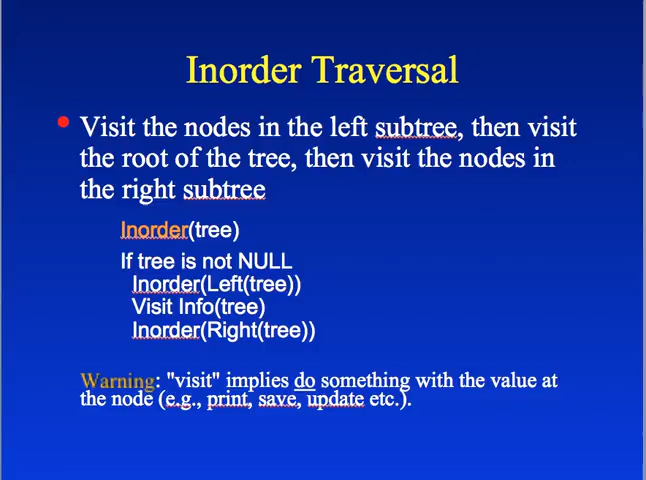 Inorder Traversal
Visit the nodes in the left subtree, then visit
the root of the tree, then visit the nodes in
the right subtree
Inorder(tree)
If tree is not NULL
Inorder(Left(tree))
Visit Info(tree)
Inorder(Right(tree))
Warning: "visit" implies do something with the value at
the node (e.g., print, save, update etc.).